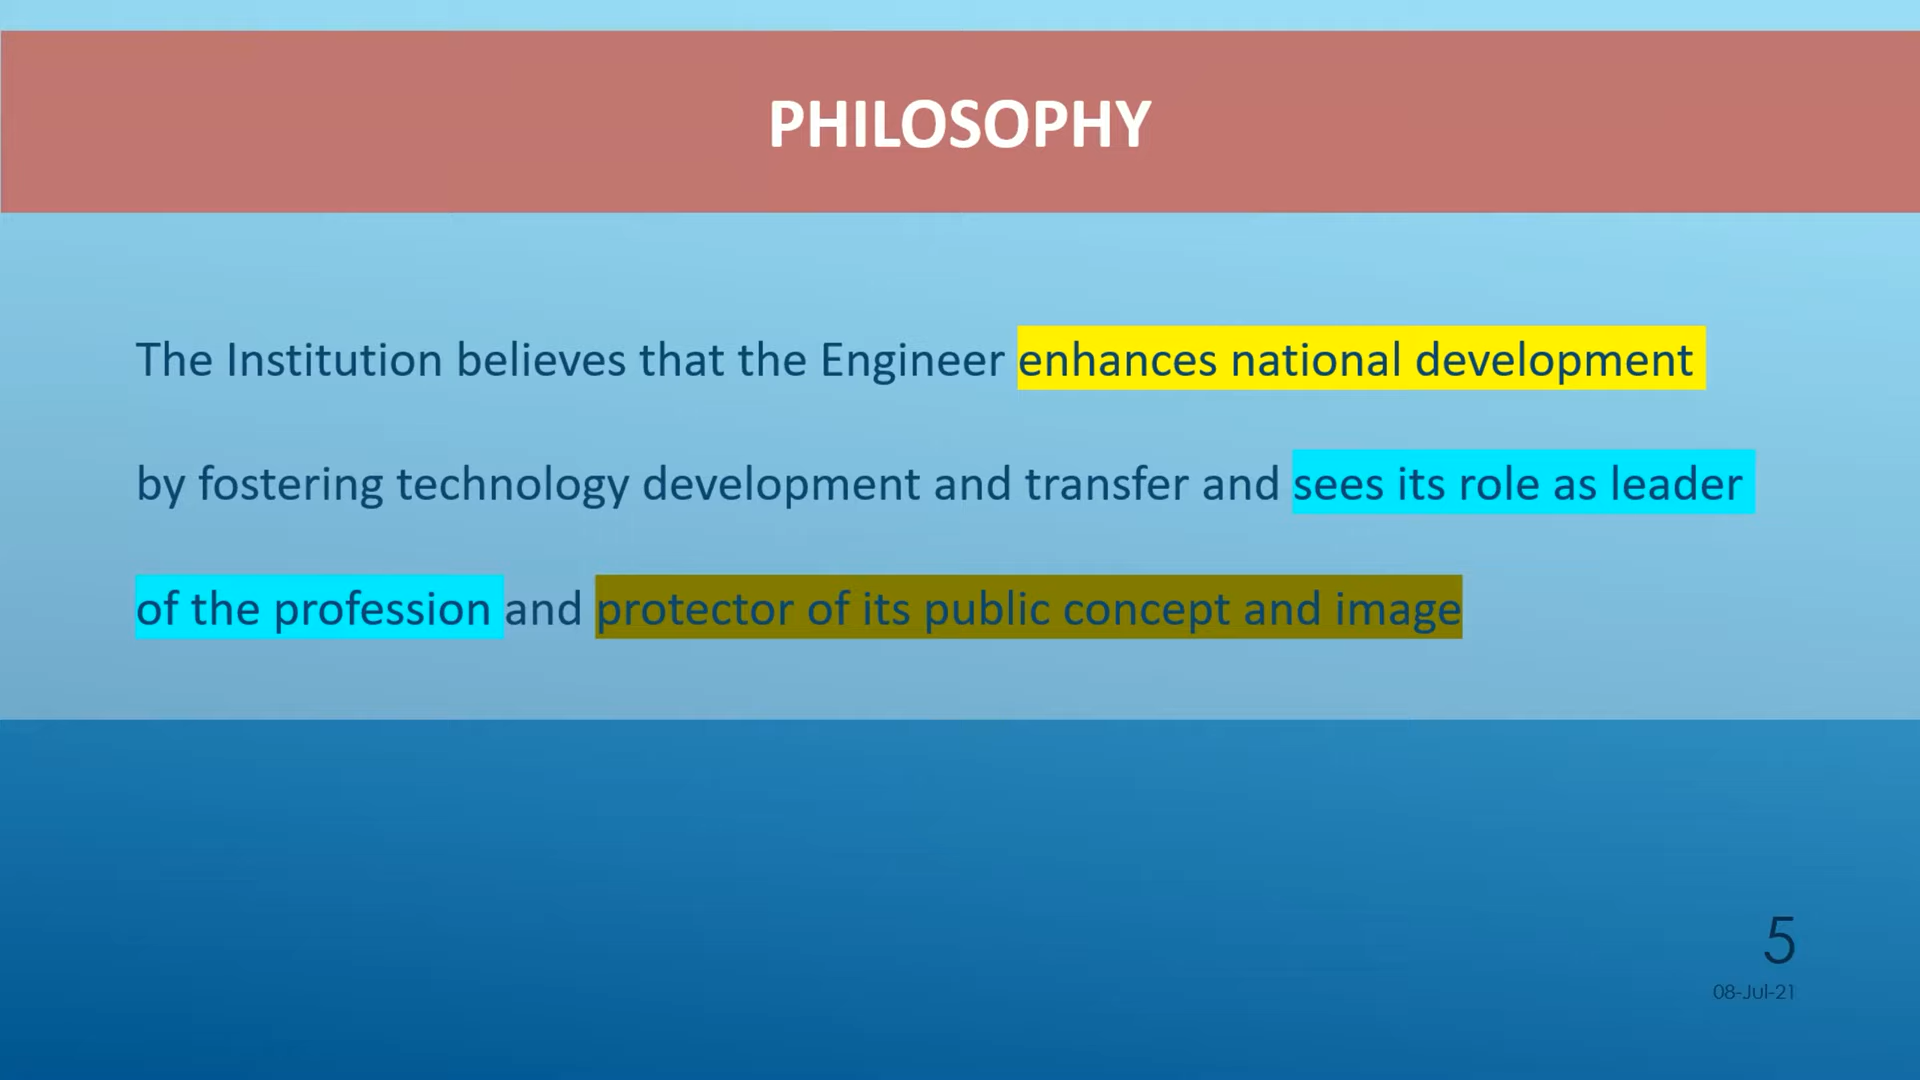 PHILOSOPHY
The Institution believes that the Engineer enhances national development
by fostering technology development and transfer and sees its role as leader
of the profession and protector of its public concept and image
5
08-Jul-21